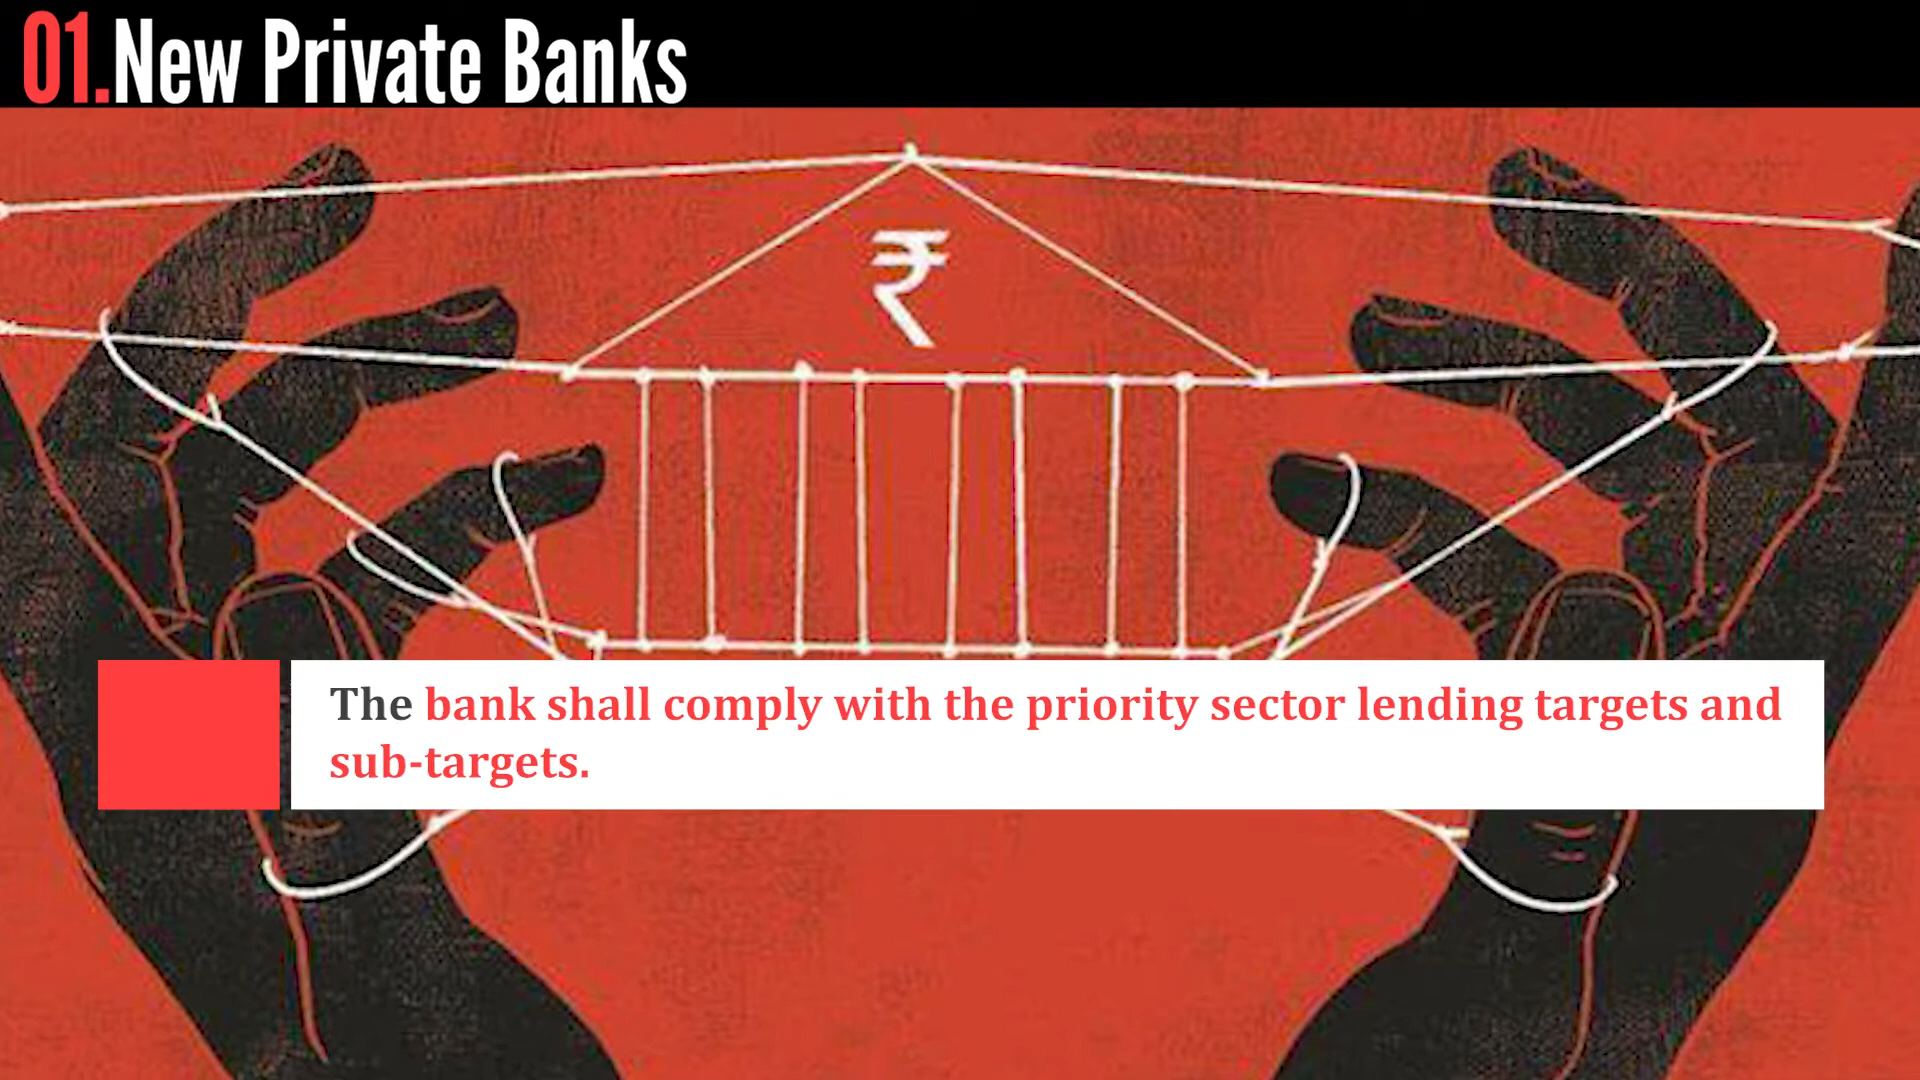 01.New Private Banks
₹
The bank shall comply with the priority sector lending targets and
sub-targets.